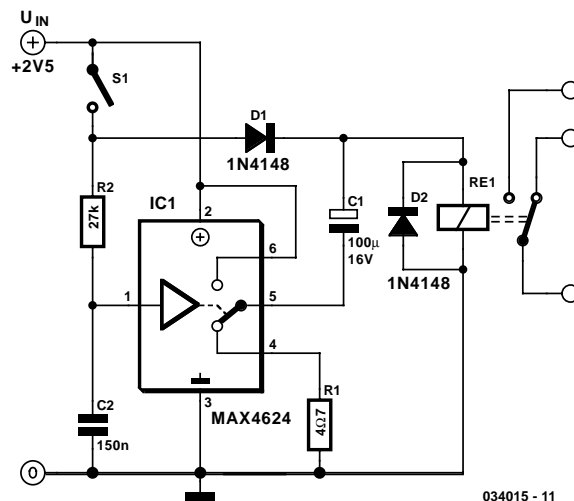 UIN
+2V5
S1
D1
1N4148
R2
27k
IC1
2
C1
100µ
16V
D2
1N4148
RE1
6
1
5
4
3
MAX4624
R1
4Ω7
C2
150n
0
034015 - 11